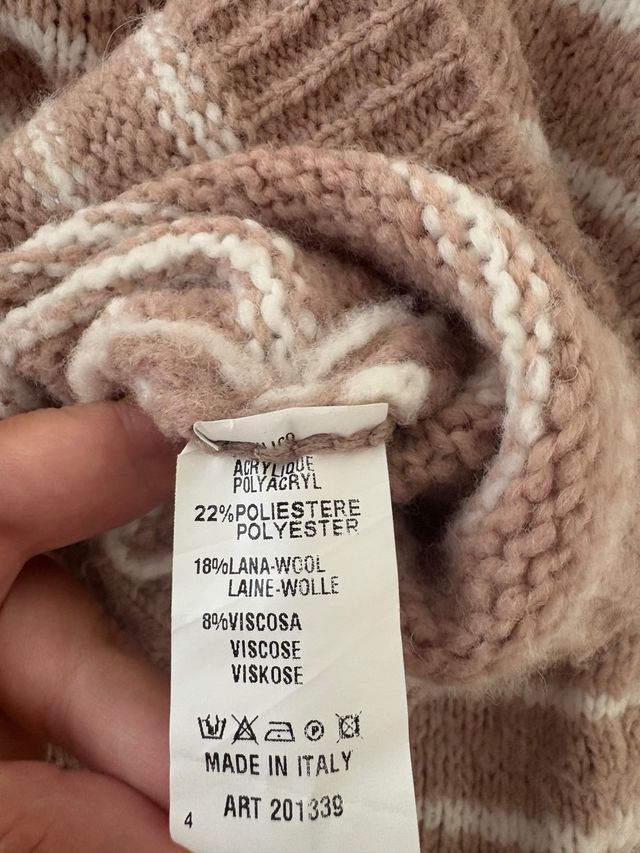 ACRYLIQUE
POLYACRYL
22%POLIESTERE
POLYESTER
18%LANA-WOOL
LAINE-WOLLE
8%VISCOSA
VISCOSE
VISKOSE
P
MADE IN ITALY
ART 201339
4